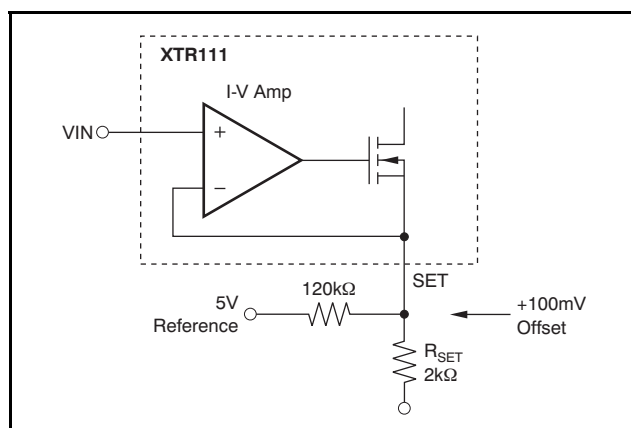 XTR111
I-V Amp
VIN
+
−
SET
120kΩ
5V
Reference
+100mV
Offset
RSET
2kΩ